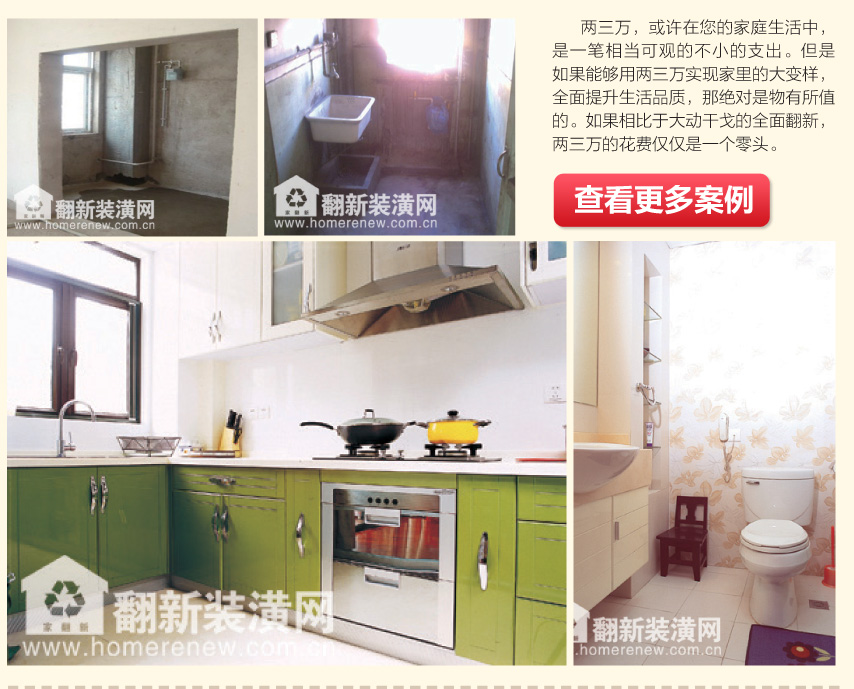 两三万，或许在您的家庭生活中，
是一笔相当可观的不小的支出。但是
如果能够用两三万实现家里的大变样，
全面提升生活品质，那绝对是物有所值
的。如果相比于大动干戈的全面翻新，
两三万的花费仅仅是一个零头。
查看更多案例
翻新装潢网
www.homerenew.com.cn
翻新装潢网
www.homerenew.com.cn
翻新装潢网
www.homerenew.com.cn
翻新装潢网
homerenew.com.cn